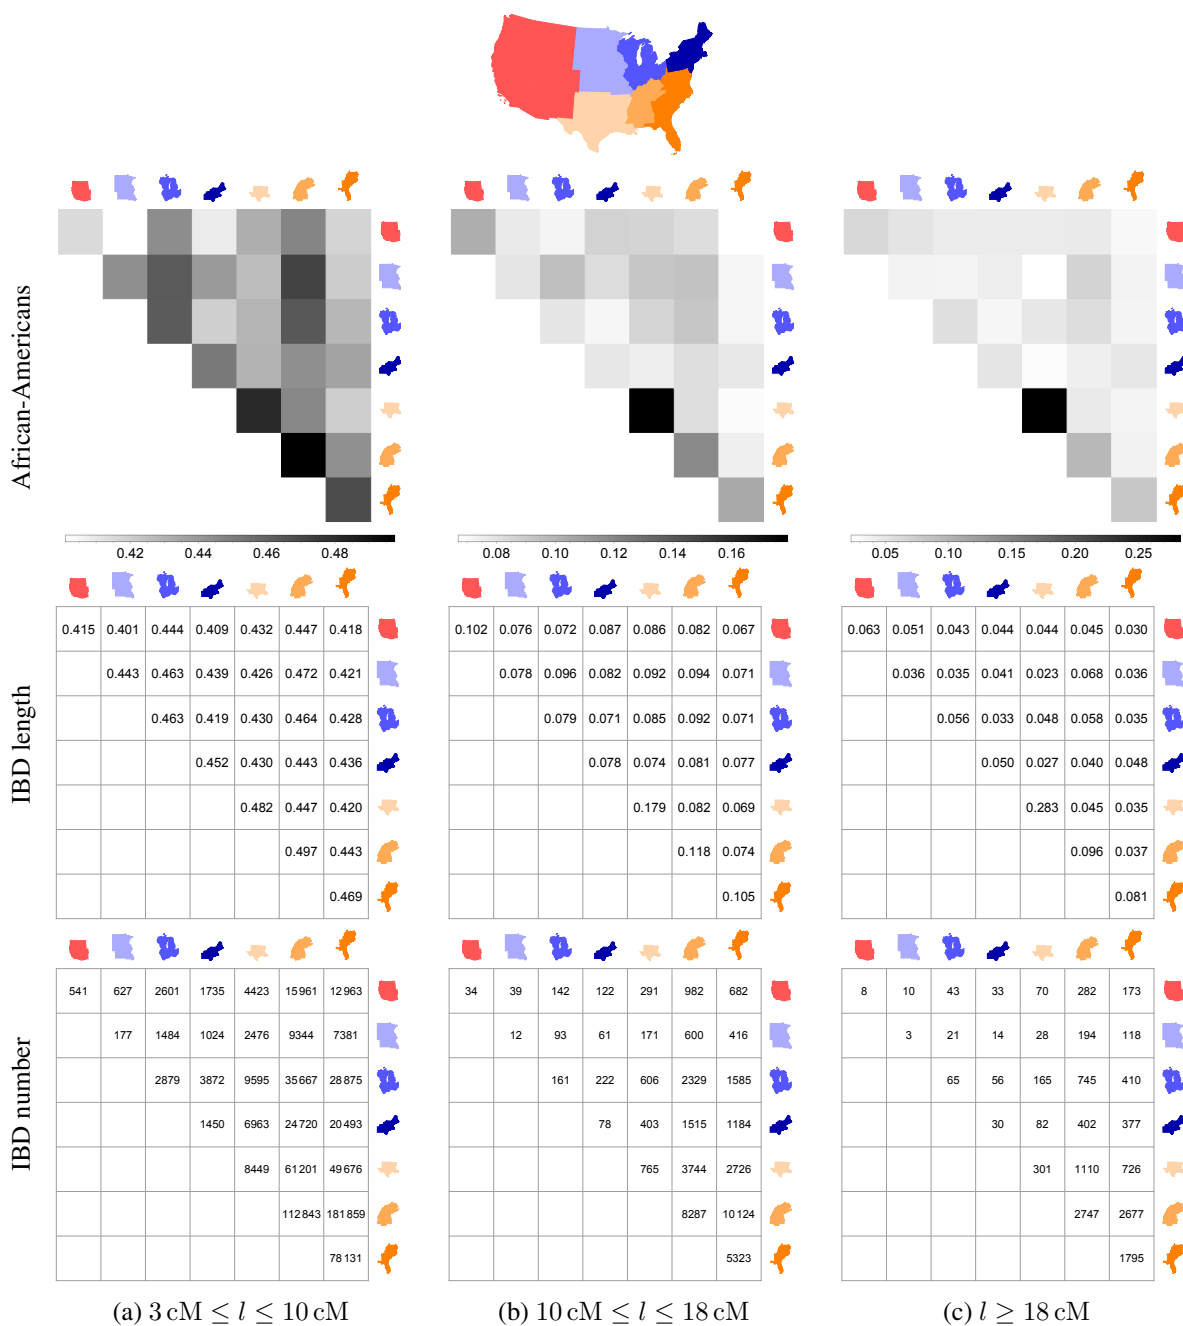 African-Americans
0.42 0.44 0.46 0.48
0.08 0.10 0.12 0.14 0.16
0.05 0.10 0.15 0.20 0.25
IBD length
0.415 0.401 0.444 0.409 0.432 0.447 0.418
0.443 0.463 0.439 0.426 0.472 0.421
0.463 0.419 0.430 0.464 0.428
0.452 0.430 0.443 0.436
0.482 0.447 0.420
0.497 0.443
0.469
0.102 0.076 0.072 0.087 0.086 0.082 0.067
0.078 0.096 0.082 0.092 0.094 0.071
0.079 0.071 0.085 0.092 0.071
0.078 0.074 0.081 0.077
0.179 0.082 0.069
0.118 0.074
0.105
0.063 0.051 0.043 0.044 0.044 0.045 0.030
0.036 0.035 0.041 0.023 0.068 0.036
0.056 0.033 0.048 0.058 0.035
0.050 0.027 0.040 0.048
0.283 0.045 0.035
0.096 0.037
0.081
IBD number
541 627 2601 1735 4423 15961 12963
177 1484 1024 2476 9344 7381
2879 3872 9595 35667 28875
1450 6963 24720 20493
8449 61201 49676
112843 181859
78131
34 39 142 122 291 982 682
12 93 61 171 600 416
161 222 606 2329 1585
78 403 1515 1184
765 3744 2726
8287 10124
5323
8 10 43 33 70 282 173
3 21 14 28 194 118
65 56 165 745 410
30 82 402 377
301 1110 726
2747 2677
1795
(a) 3 cM ≤ l ≤ 10 cM
(b) 10 cM ≤ l ≤ 18 cM
(c) l ≥ 18 cM